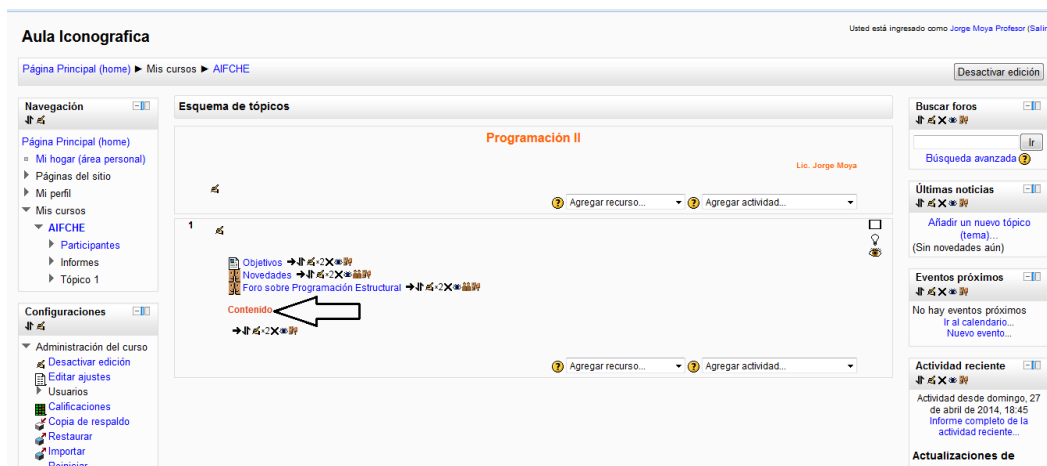 Aula Iconografica
Usted está ingresado como Jorge Moya Profesor (Salir
Página Principal (home) ► Mis cursos ► AIFCHE
Desactivar edición
Navegación
Página Principal (home)
Mi hogar (área personal)
Páginas del sitio
Mi perfil
Mis cursos
AIFCHE
Participantes
Informes
Tópico 1
Configuraciones
Administración del curso
Desactivar edición
Editar ajustes
Usuarios
Calificaciones
Copia de respaldo
Restaurar
Importar
Reiniciar
Esquema de tópicos
Programación II
Lic. Jorge Moya
Agregar recurso... Agregar actividad...
1
Objetivos ×2
Novedades ×2
Foro sobre Programación Estructural ×2
Contenido
×2
Agregar recurso... Agregar actividad...
Buscar foros
Ir
Búsqueda avanzada
Últimas noticias
Añadir un nuevo tópico
(tema)...
(Sin novedades aún)
Eventos próximos
No hay eventos próximos
Ir al calendario...
Nuevo evento...
Actividad reciente
Actividad desde domingo, 27
de abril de 2014, 18:45
Informe completo de la
actividad reciente...
Actualizaciones de